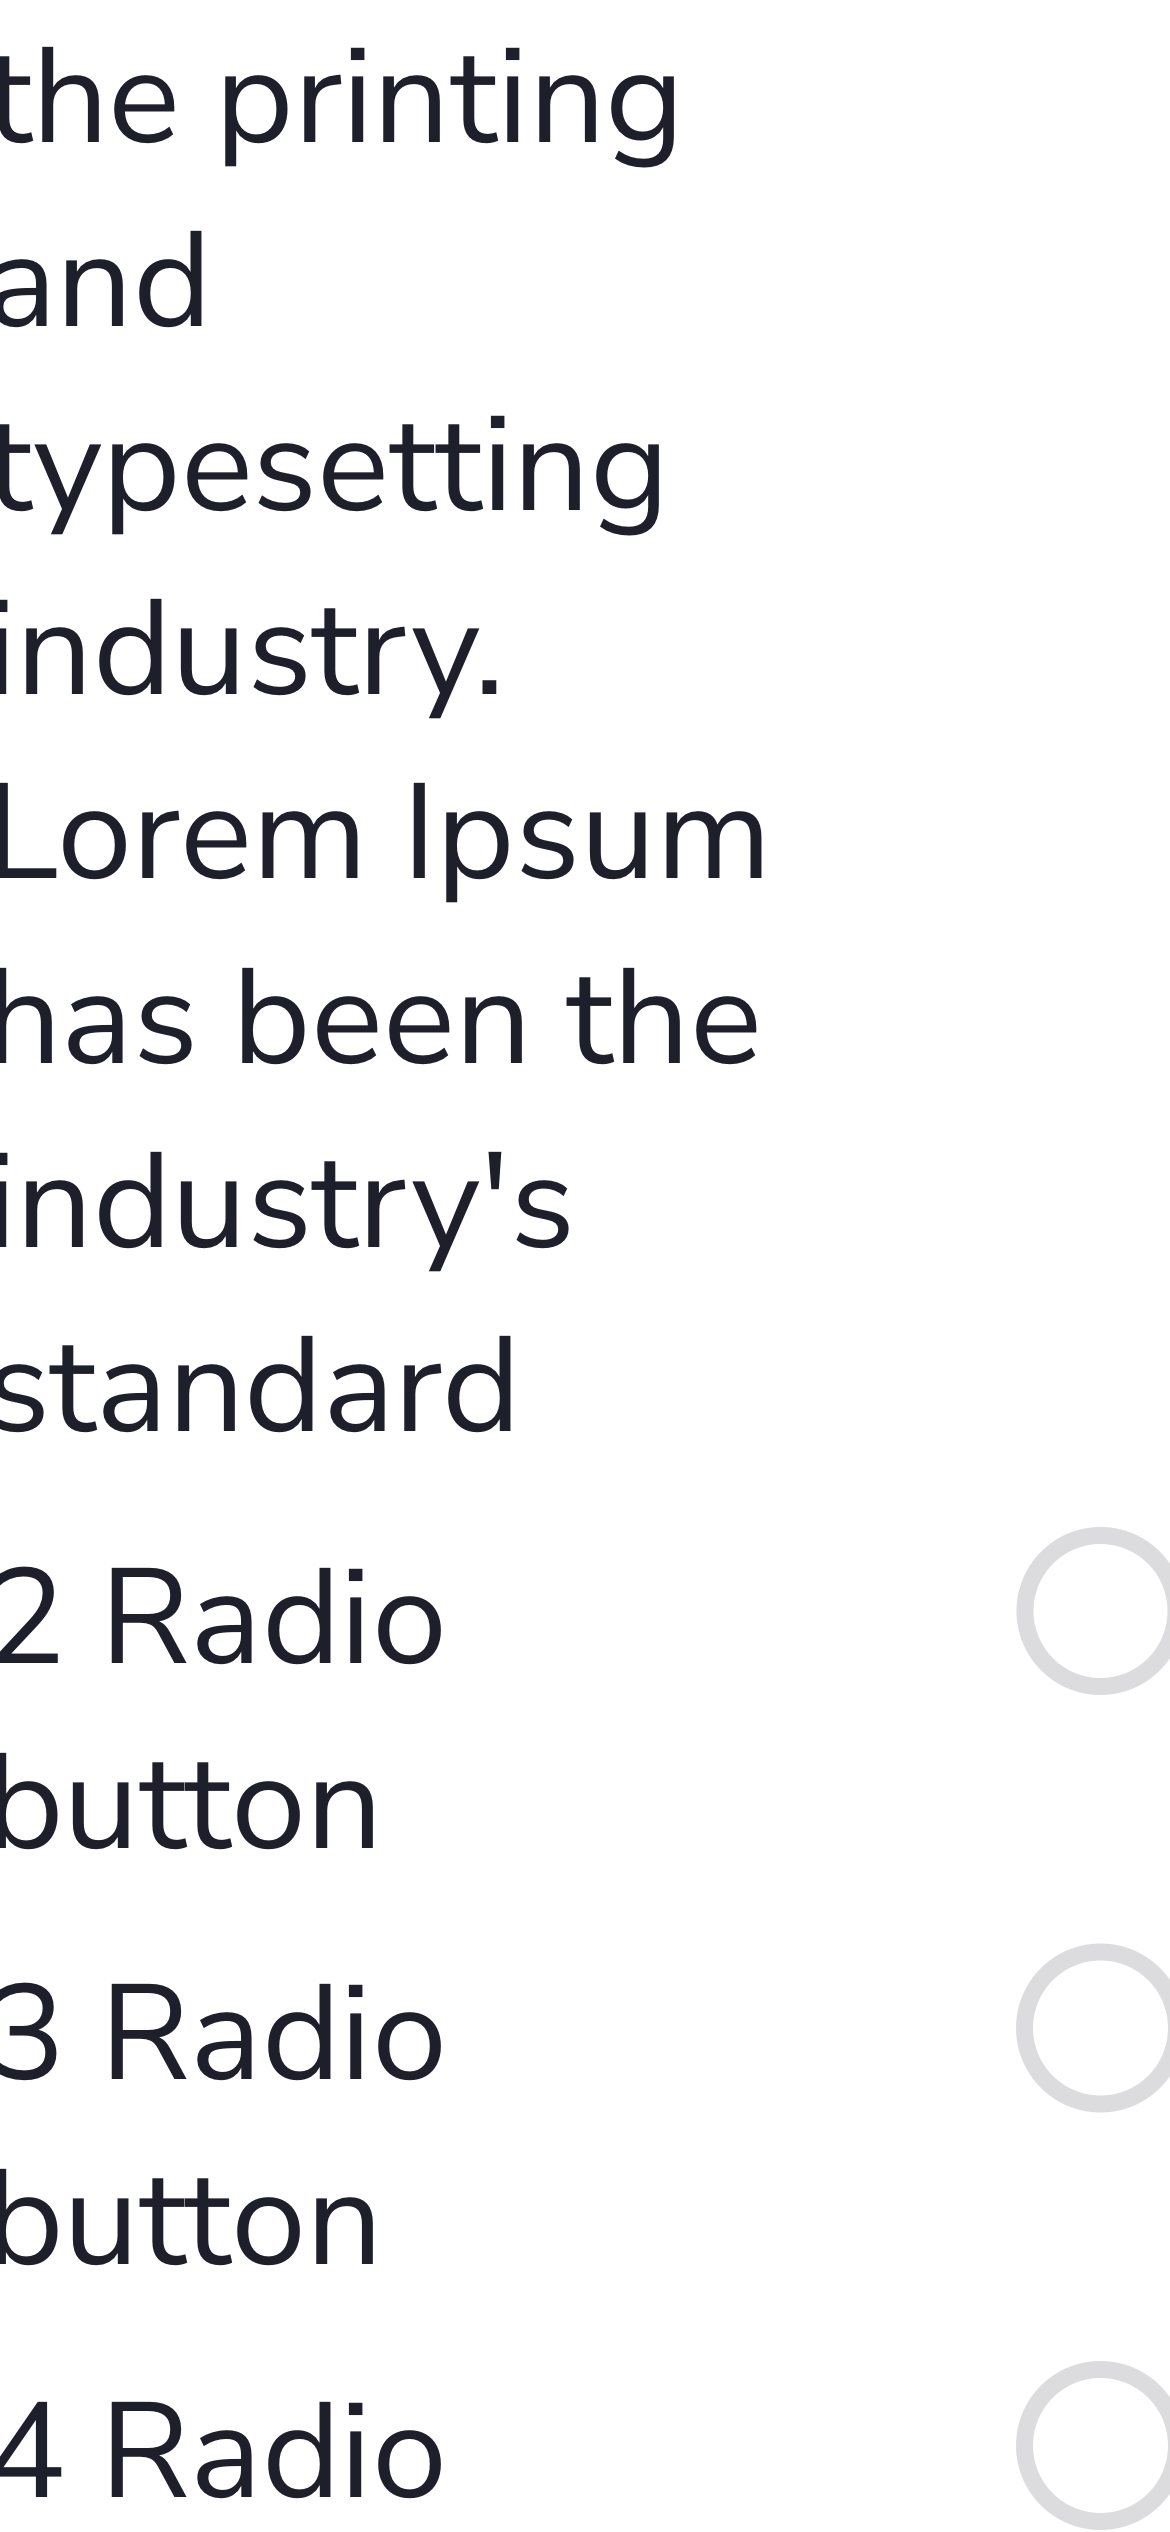 the printing
and
typesetting
industry.
Lorem Ipsum
has been the
industry's
standard
2 Radio
button
3 Radio
button
4 Radio